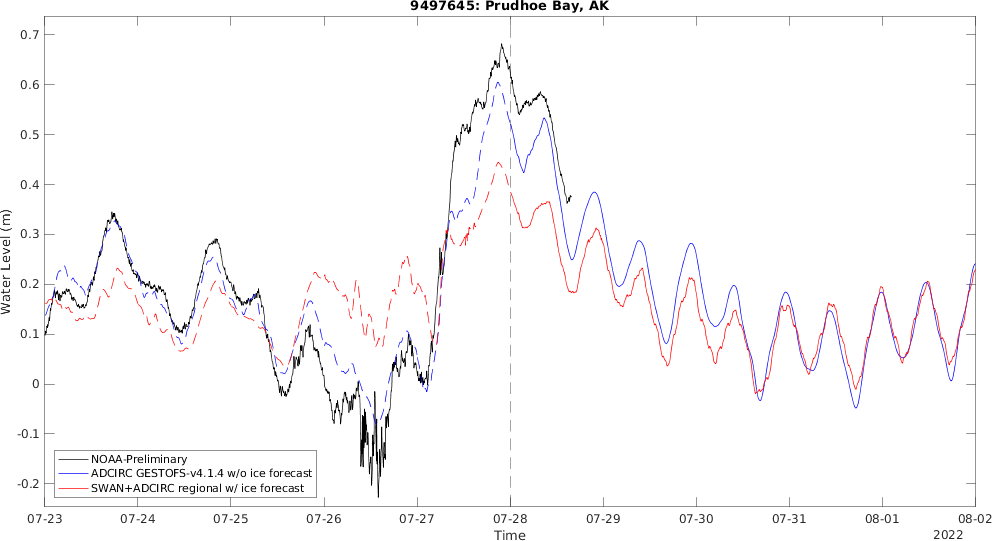 9497645: Prudhoe Bay, AK
0.7
0.6
0.5
0.4
0.3
0.2
0.1
0
-0.1
-0.2
Water Level (m)
NOAA-Preliminary
ADCIRC GESTOFS-v4.1.4 w/o ice forecast
SWAN+ADCIRC regional w/ ice forecast
07-23 07-24 07-25 07-26 07-27 07-28 07-29 07-30 07-31 08-01 08-02
Time
2022